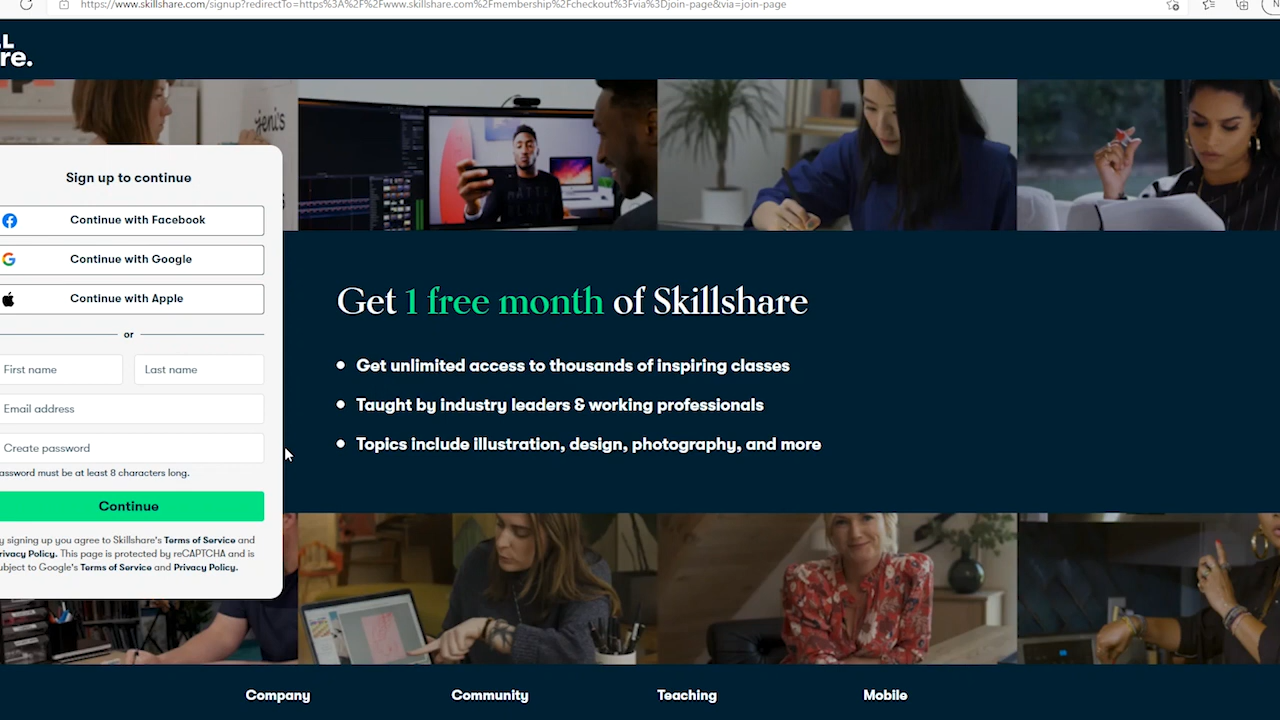 https://www.skillshare.com/signup?redirectTo=https%3A%2F%2Fwww.skillshare.com%2Fmembership%2Fcheckout%3Fvia%3Djoin-page&via=join-page
LL
re.
jeni's
Sign up to continue
Continue with Facebook
Continue with Google
Continue with Apple
or
First name
Last name
Email address
Create password
assword must be at least 8 characters long.
Continue
y signing up you agree to Skillshare's Terms of Service and
rivacy Policy. This page is protected by reCAPTCHA and is
ubject to Google's Terms of Service and Privacy Policy.
Get 1 free month of Skillshare
Get unlimited access to thousands of inspiring classes
Taught by industry leaders & working professionals
Topics include illustration, design, photography, and more
Company
Community
Teaching
Mobile